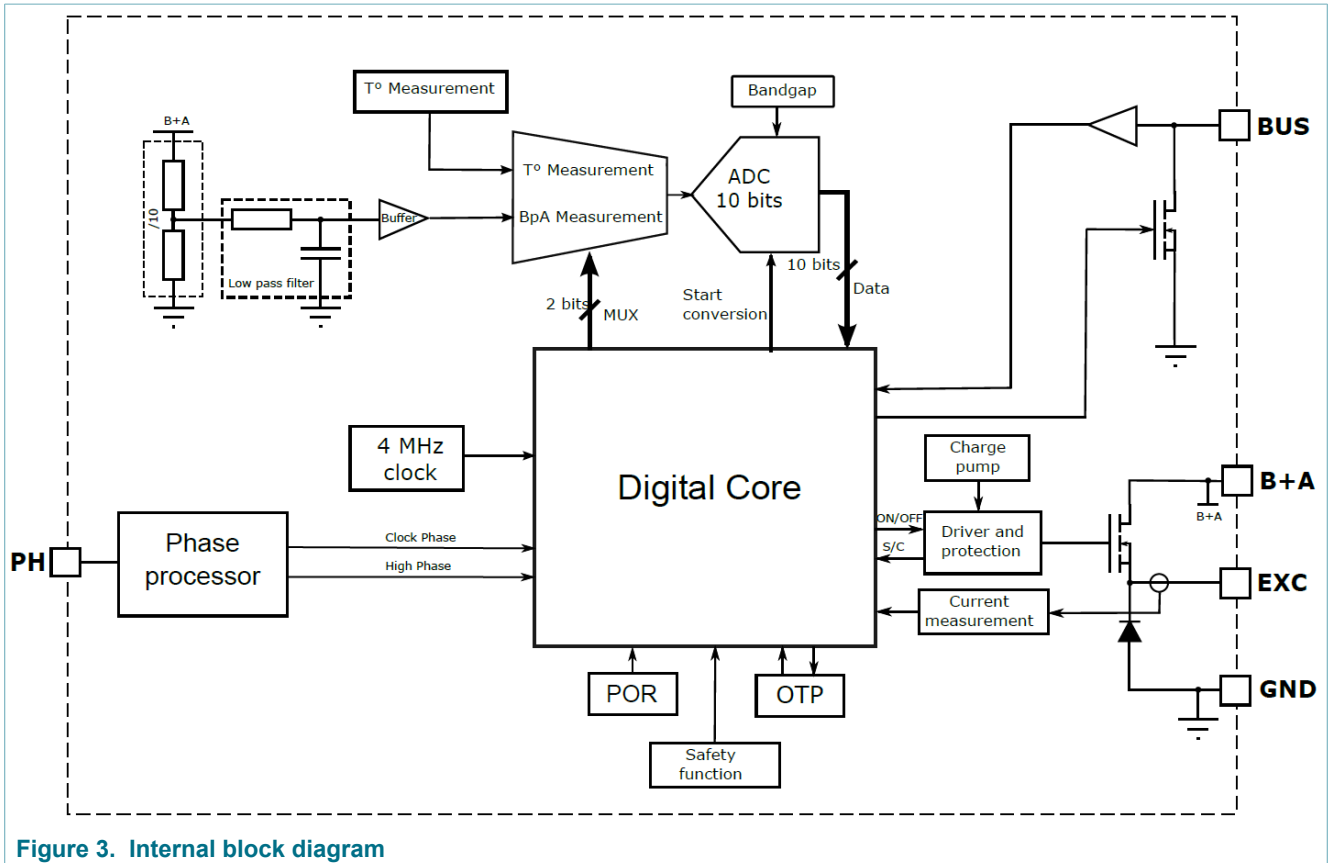 Tº Measurement
Bandgap
B+A
BUS
Tº Measurement
ADC
10 bits
/10
Buffer
BpA Measurement
Low pass filter
10 bits
Data
2 bits
MUX
Start
conversion
4 MHz
clock
Digital Core
Charge
pump
B+A
B+A
ON/OFF
Driver and
protection
S/C
PH
Phase
processor
Clock Phase
High Phase
EXC
Current
measurement
GND
POR
OTP
Safety
function
Figure 3. Internal block diagram